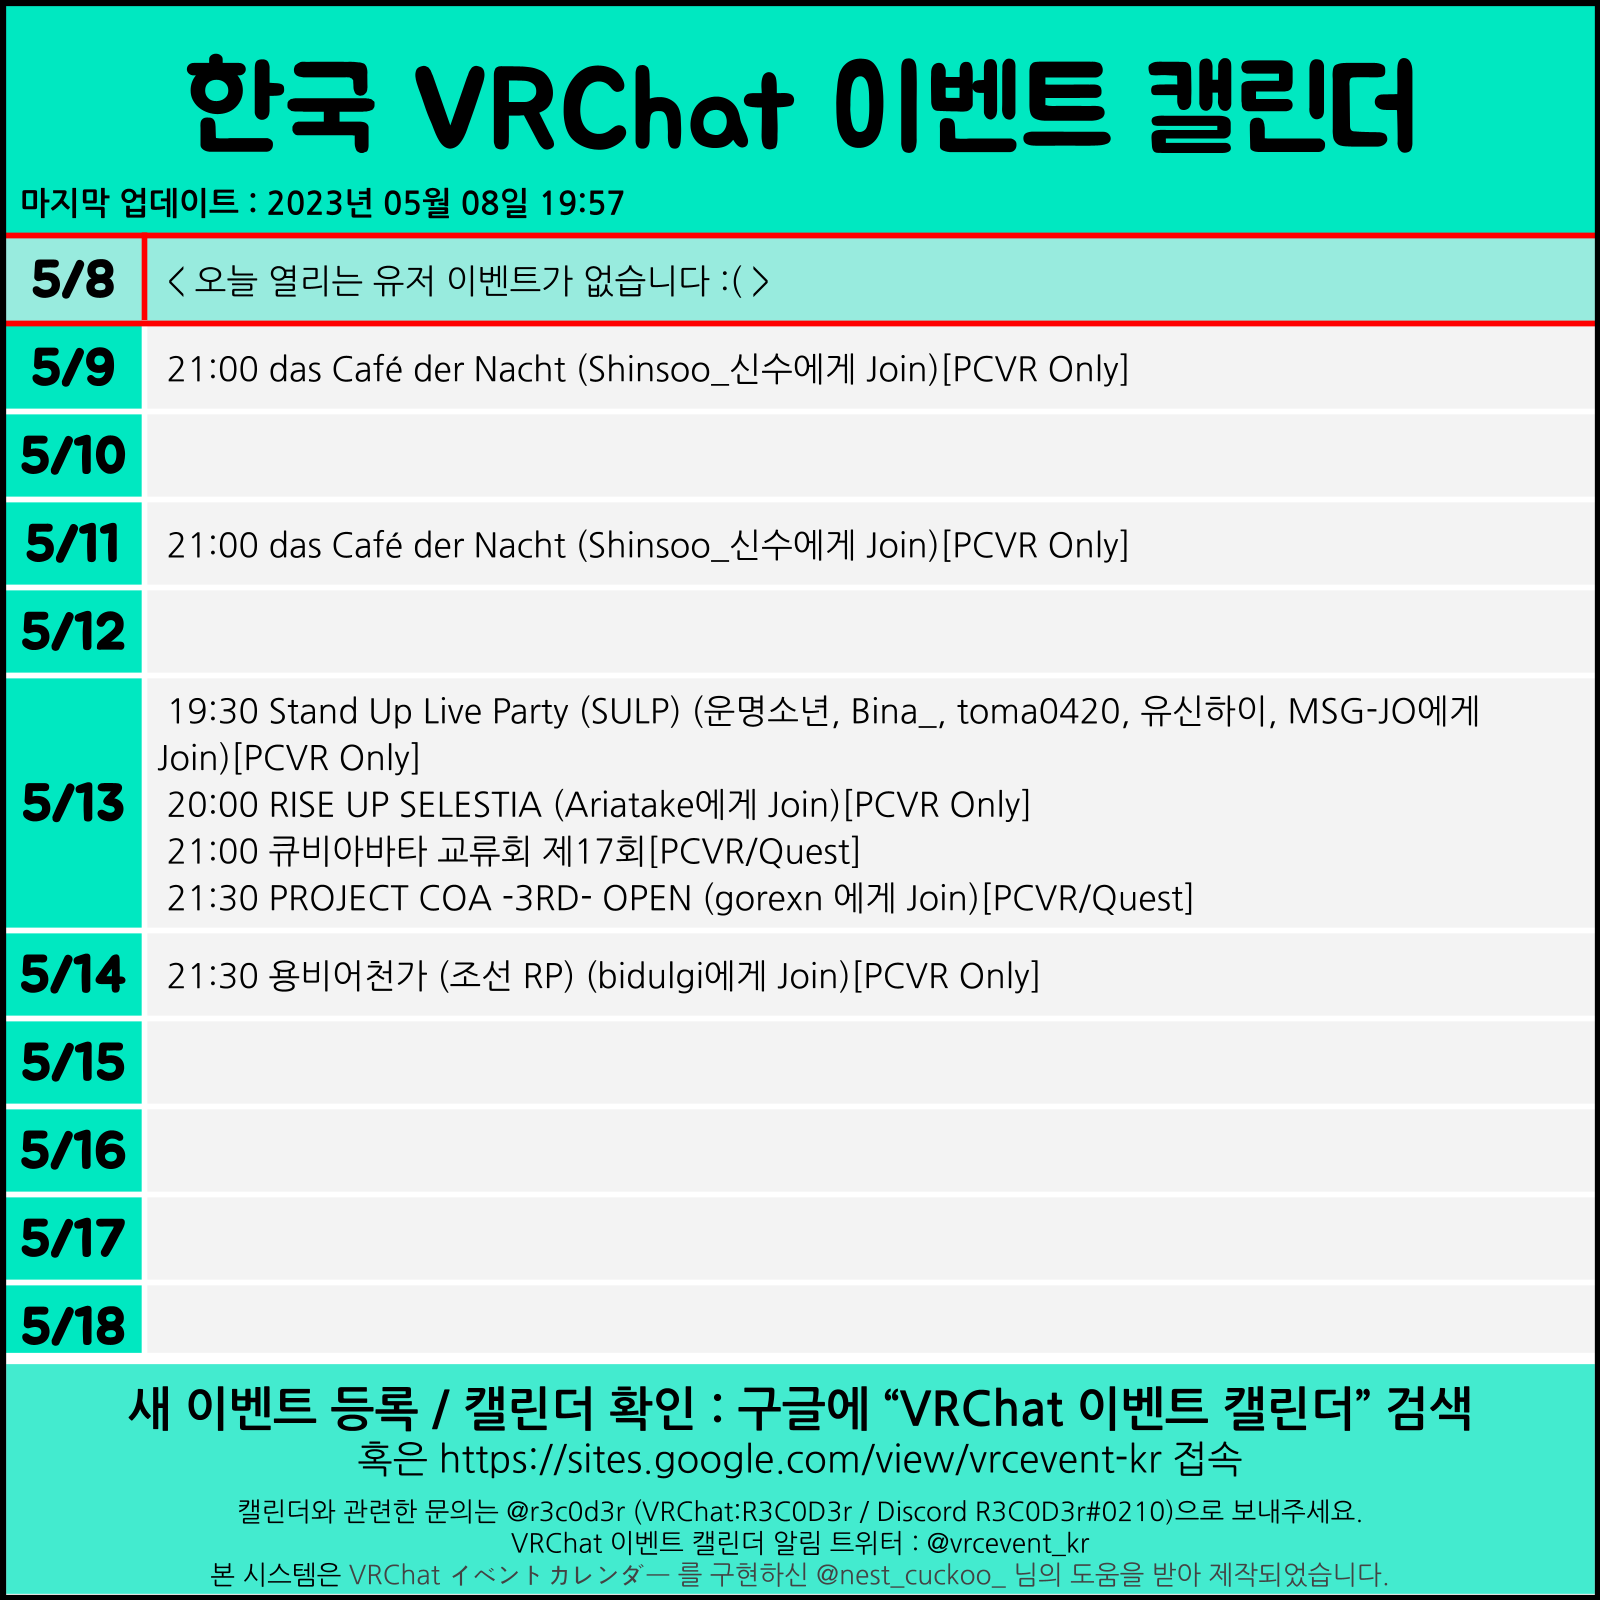 한국 VRChat 이벤트 캘린더
마지막 업데이트 : 2023년 05월 08일 19:57
5/8
< 오늘 열리는 유저 이벤트가 없습니다 :( >
5/9
21:00 das Café der Nacht (Shinsoo_신수에게 Join)[PCVR Only]
5/10
5/11
21:00 das Café der Nacht (Shinsoo_신수에게 Join)[PCVR Only]
5/12
5/13
19:30 Stand Up Live Party (SULP) (운명소년, Bina_, toma0420, 유신하이, MSG-JO에게
Join)[PCVR Only]
20:00 RISE UP SELESTIA (Ariatake에게 Join)[PCVR Only]
21:00 큐비아바타 교류회 제17회[PCVR/Quest]
21:30 PROJECT COA -3RD- OPEN (gorexn 에게 Join)[PCVR/Quest]
5/14
21:30 용비어천가 (조선 RP) (bidulgi에게 Join)[PCVR Only]
5/15
5/16
5/17
5/18
새 이벤트 등록 / 캘린더 확인 : 구글에 “VRChat 이벤트 캘린더” 검색
혹은 https://sites.google.com/view/vrcevent-kr 접속
캘린더와 관련한 문의는 @r3c0d3r (VRChat:R3C0D3r / Discord R3C0D3r#0210)으로 보내주세요.
VRChat 이벤트 캘린더 알림 트위터 : @vrcevent_kr
본 시스템은 VRChat イベントカレンダー 를 구현하신 @nest_cuckoo_ 님의 도움을 받아 제작되었습니다.